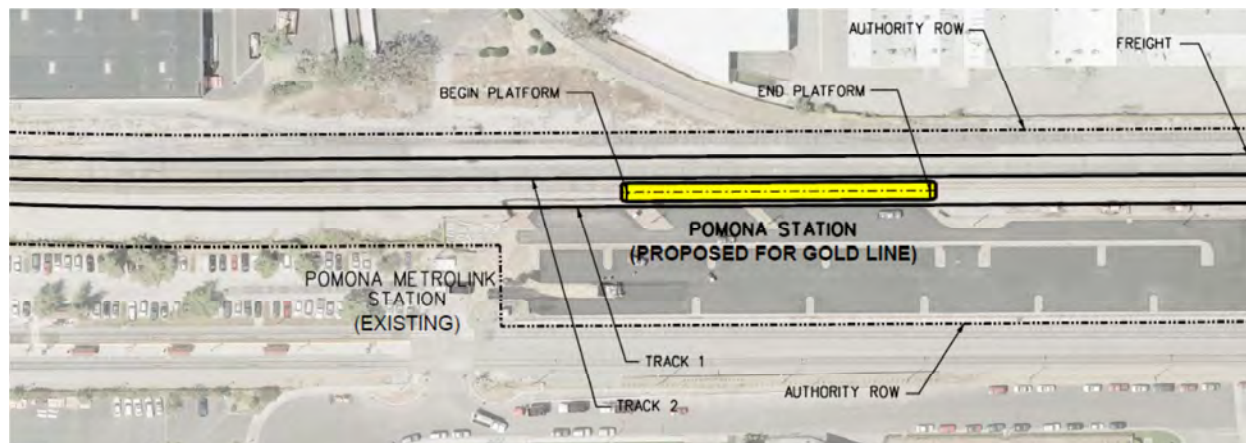 AUTHORITY ROW
FREIGHT
BEGIN PLATFORM
END PLATFORM
POMONA STATION
(PROPOSED FOR GOLD LINE)
POMONA METROLINK
STATION
(EXISTING)
TRACK 1
TRACK 2
AUTHORITY ROW